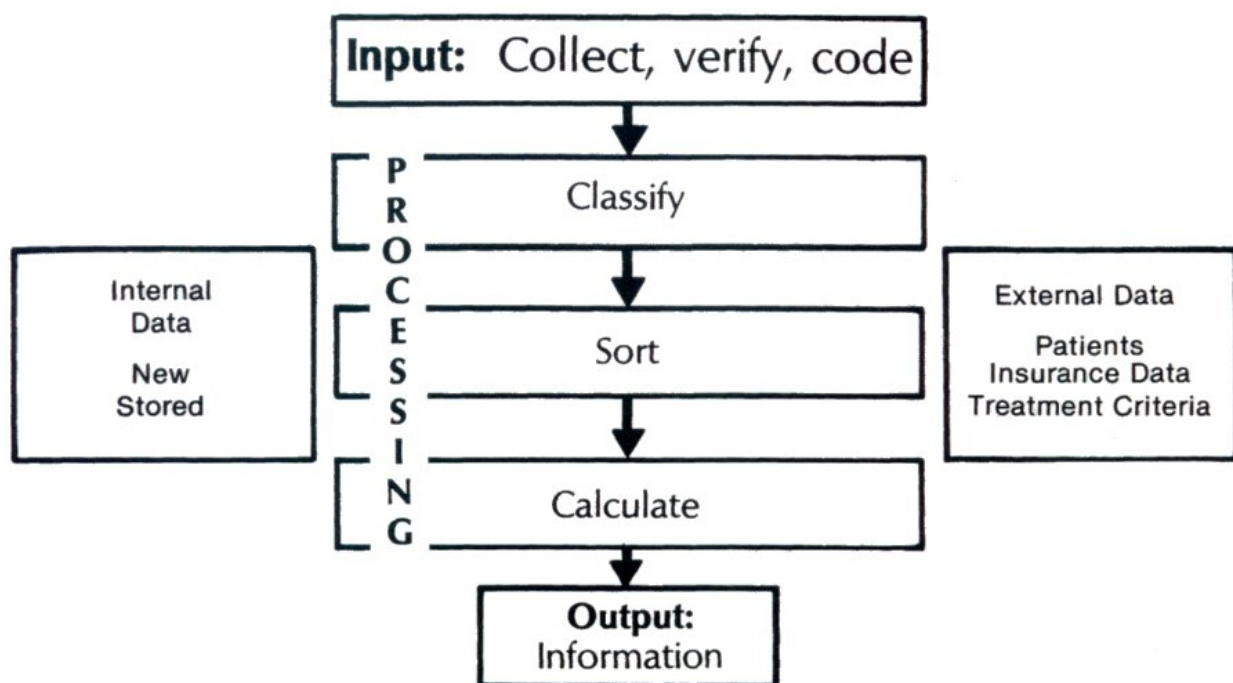 Input: Collect, verify, code
PROCESSING
Classify
Internal
Data
New
Stored
Sort
External Data
Patients
Insurance Data
Treatment Criteria
Calculate
Output:
Information